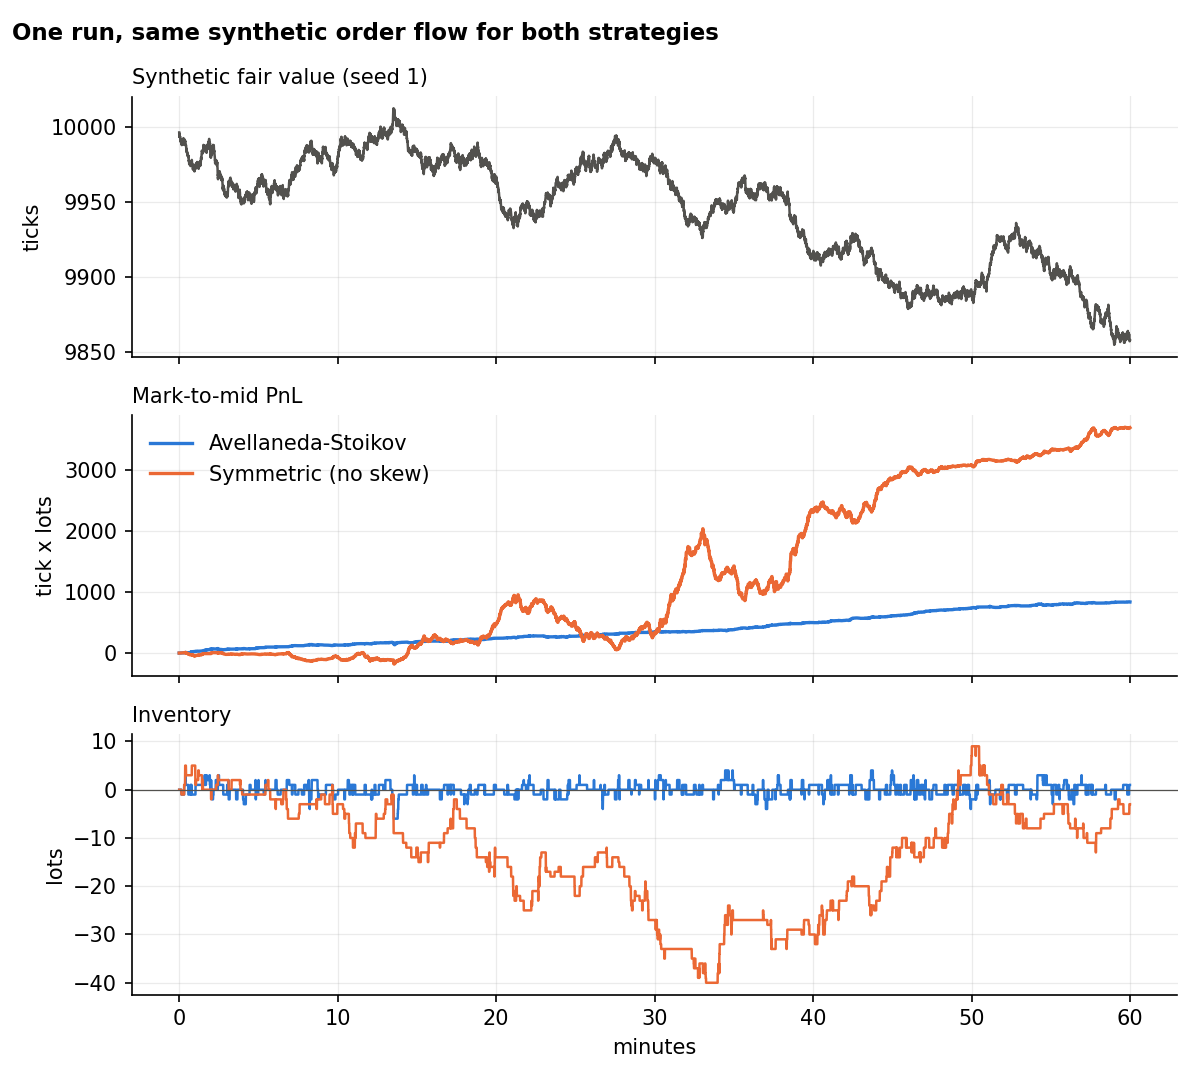 One run, same synthetic order flow for both strategies
Synthetic fair value (seed 1)
10000
9950
9900
9850
ticks
Mark-to-mid PnL
Avellaneda-Stoikov
Symmetric (no skew)
3000
2000
1000
0
tick x lots
Inventory
10
0
−10
−20
−30
−40
lots
0 10 20 30 40 50 60
minutes